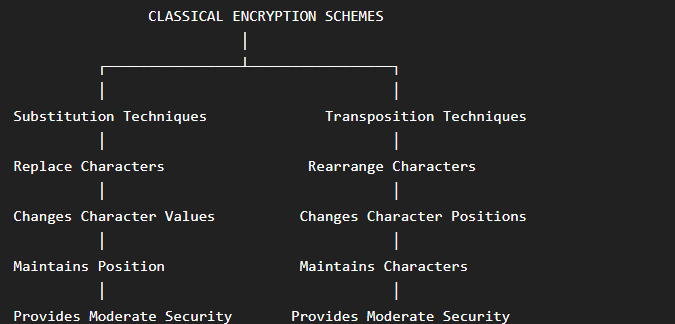 CLASSICAL ENCRYPTION SCHEMES
Substitution Techniques Transposition Techniques
Replace Characters Rearrange Characters
Changes Character Values Changes Character Positions
Maintains Position Maintains Characters
Provides Moderate Security Provides Moderate Security